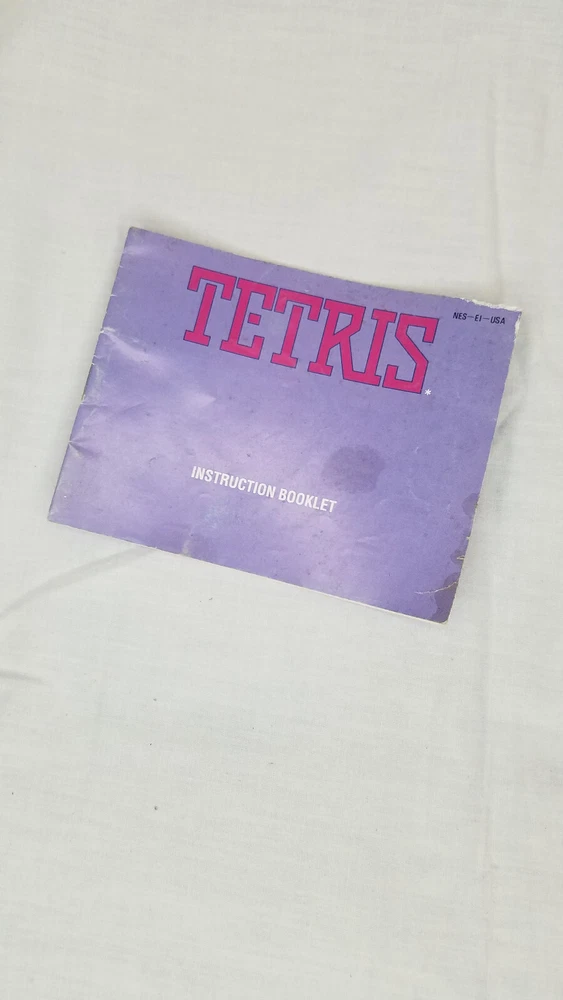 NES-EI-USA
TETRIS*
INSTRUCTION BOOKLET